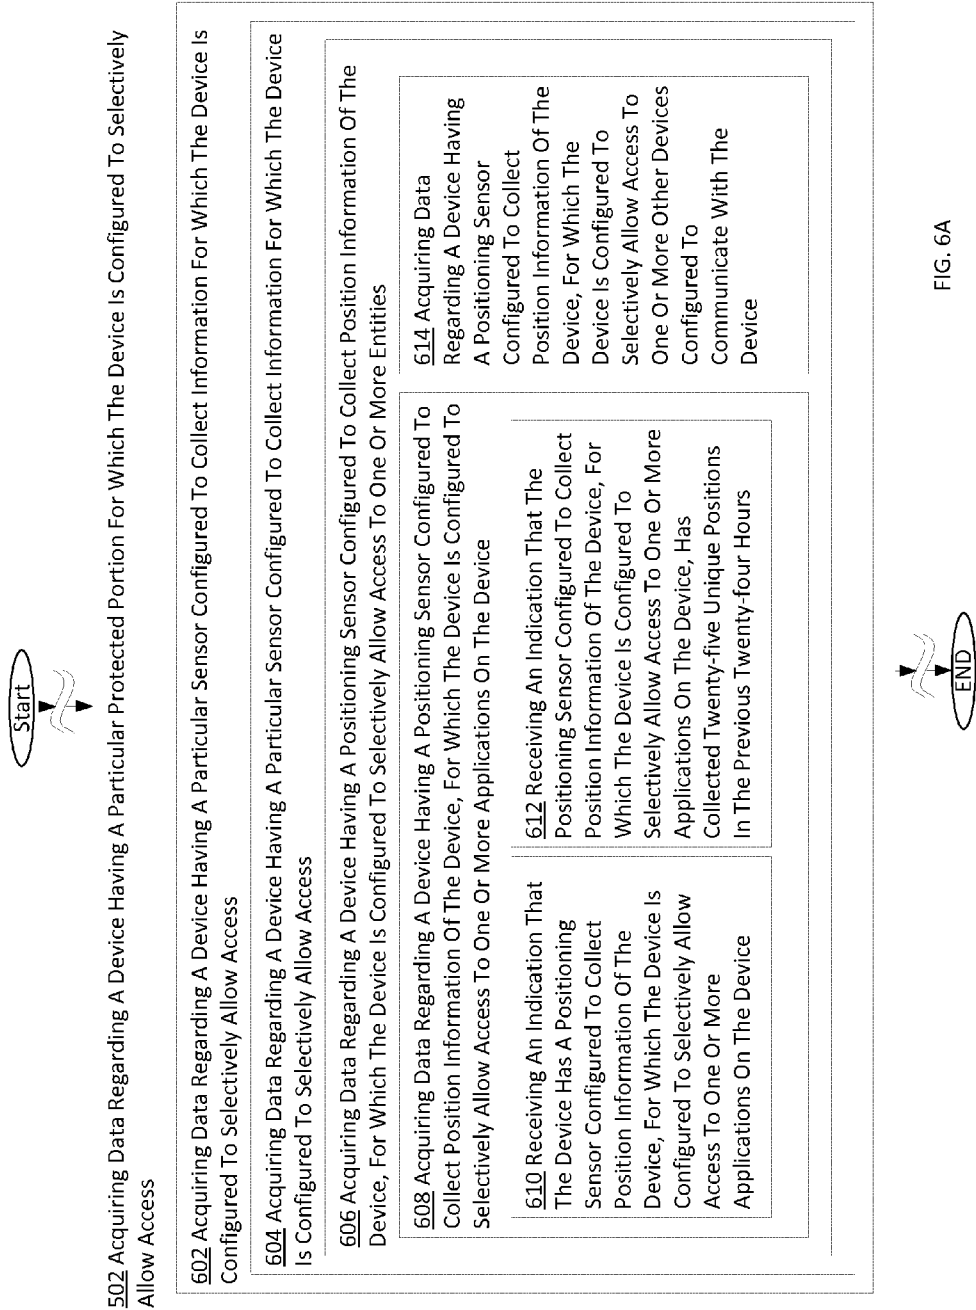 Start
502 Acquiring Data Regarding A Device Having A Particular Protected Portion For Which The Device Is Configured To Selectively
Allow Access
602 Acquiring Data Regarding A Device Having A Particular Sensor Configured To Collect Information For Which The Device Is
Configured To Selectively Allow Access
604 Acquiring Data Regarding A Device Having A Particular Sensor Configured To Collect Information For Which The Device
Is Configured To Selectively Allow Access
606 Acquiring Data Regarding A Device Having A Positioning Sensor Configured To Collect Position Information Of The
Device, For Which The Device Is Configured To Selectively Allow Access To One Or More Entities
608 Acquiring Data Regarding A Device Having A Positioning Sensor Configured To
Collect Position Information Of The Device, For Which The Device Is Configured To
Selectively Allow Access To One Or More Applications On The Device
610 Receiving An Indication That
The Device Has A Positioning
Sensor Configured To Collect
Position Information Of The
Device, For Which The Device Is
Configured To Selectively Allow
Access To One Or More
Applications On The Device
612 Receiving An Indication That The
Positioning Sensor Configured To Collect
Position Information Of The Device, For
Which The Device Is Configured To
Selectively Allow Access To One Or More
Applications On The Device, Has
Collected Twenty-five Unique Positions
In The Previous Twenty-four Hours
614 Acquiring Data
Regarding A Device Having
A Positioning Sensor
Configured To Collect
Position Information Of The
Device, For Which The
Device Is Configured To
Selectively Allow Access To
One Or More Other Devices
Configured To
Communicate With The
Device
END
FIG. 6A